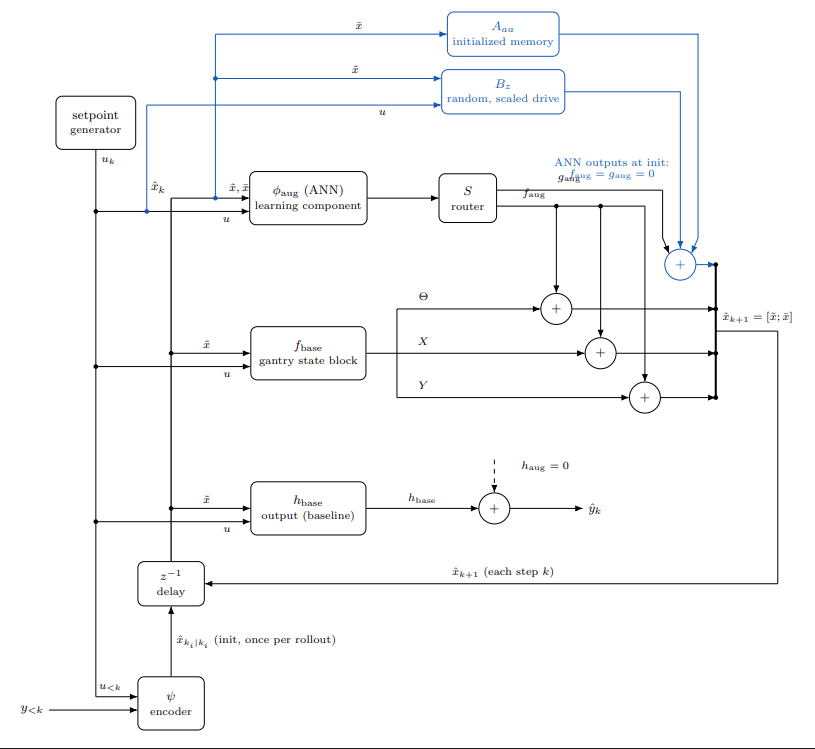 x̄
A_aa
initialized memory
x̃
B_z
random, scaled drive
u
setpoint
generator
u_k
x̂_k
x̃, x̄
ϕ_aug (ANN)
learning component
u
S
router
ANN outputs at init:
f_aug = g_aug = 0
g_aug
f_aug
+
Θ
+
x̂_{k+1} = [x̃; x̄]
x̃
f_base
gantry state block
u
X
+
Y
+
h_aug = 0
x̃
h_base
output (baseline)
u
h_base
+
ŷ_k
z^{-1}
delay
x̂_{k+1} (each step k)
x̂_{k_i|k_i} (init, once per rollout)
u_{<k}
ψ
encoder
y_{<k}